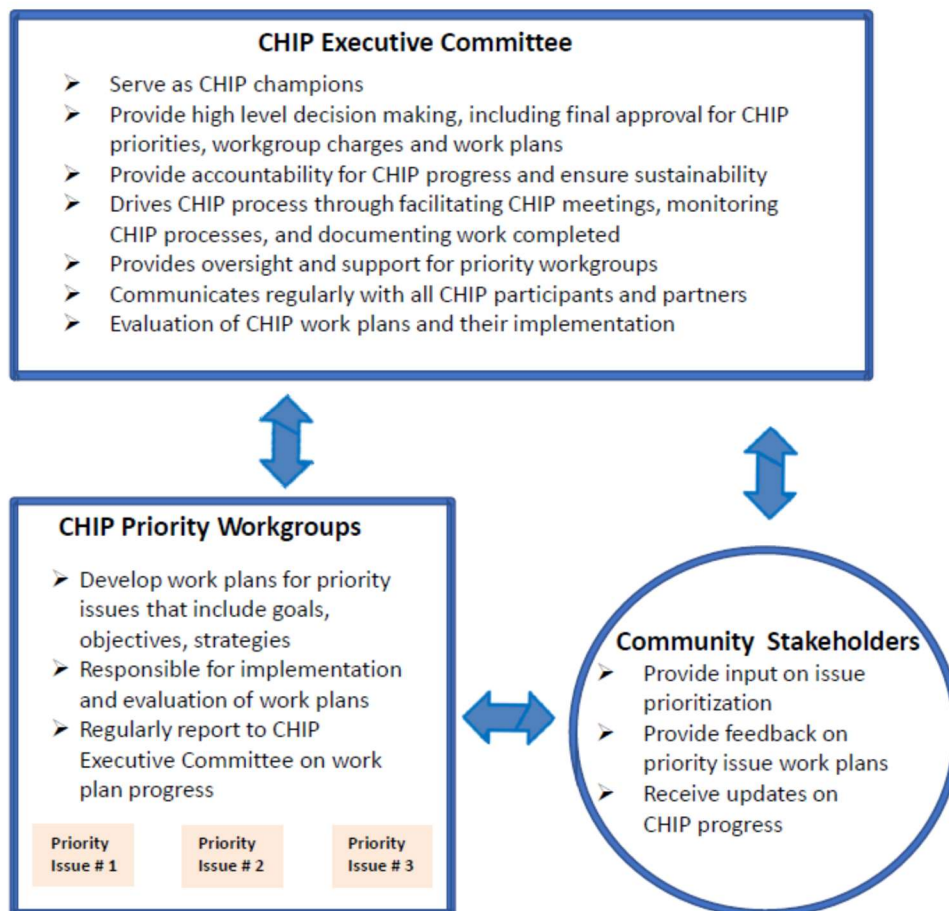 CHIP Executive Committee
➤ Serve as CHIP champions
➤ Provide high level decision making, including final approval for CHIP
priorities, workgroup charges and work plans
➤ Provide accountability for CHIP progress and ensure sustainability
➤ Drives CHIP process through facilitating CHIP meetings, monitoring
CHIP processes, and documenting work completed
➤ Provides oversight and support for priority workgroups
➤ Communicates regularly with all CHIP participants and partners
➤ Evaluation of CHIP work plans and their implementation
CHIP Priority Workgroups
➤ Develop work plans for priority
issues that include goals,
objectives, strategies
➤ Responsible for implementation
and evaluation of work plans
➤ Regularly report to CHIP
Executive Committee on work
plan progress
Priority
Issue # 1
Priority
Issue # 2
Priority
Issue # 3
Community Stakeholders
➤ Provide input on issue
prioritization
➤ Provide feedback on
priority issue work plans
➤ Receive updates on
CHIP progress